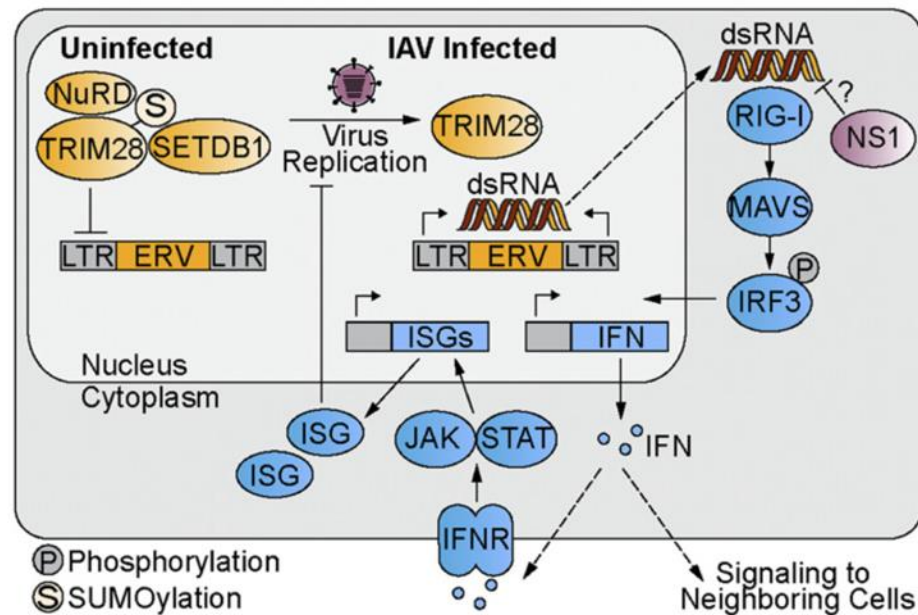 Uninfected
IAV Infected
dsRNA
NuRD
S
TRIM28
SETDB1
Virus
Replication
TRIM28
RIG-I
?
NS1
dsRNA
MAVS
LTR ERV LTR
LTR ERV LTR
P
IRF3
ISGs
IFN
Nucleus
Cytoplasm
ISG
ISG
JAK
STAT
IFN
IFNR
P Phosphorylation
S SUMOylation
Signaling to
Neighboring Cells